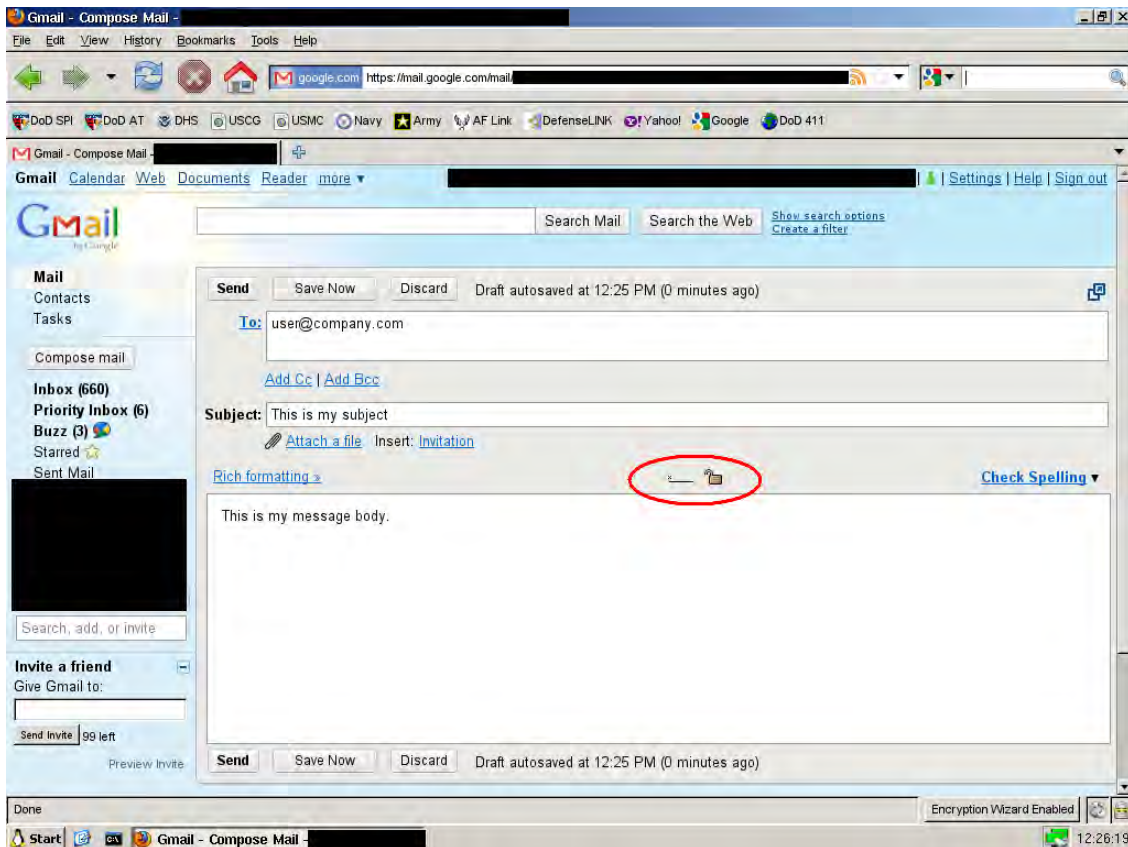 Gmail - Compose Mail -
File Edit View History Bookmarks Tools Help
google.com https://mail.google.com/mail/
DoD SPI DoD AT DHS USCG USMC Navy Army AF Link DefenseLINK Yahoo! Google DoD 411
Gmail - Compose Mail -
Gmail Calendar Web Documents Reader more ▼ | | Settings | Help | Sign out
Gmail Search Mail Search the Web Show search options
by Google Create a filter
Mail
Contacts
Tasks
Compose mail
Inbox (660)
Priority Inbox (6)
Buzz (3)
Starred
Sent Mail
Search, add, or invite
Invite a friend
Give Gmail to:
Send Invite 99 left
Preview Invite
Send Save Now Discard Draft autosaved at 12:25 PM (0 minutes ago)
To: user@company.com
Add Cc | Add Bcc
Subject: This is my subject
Attach a file Insert: Invitation
Rich formatting » Check Spelling ▼
This is my message body.
Send Save Now Discard Draft autosaved at 12:25 PM (0 minutes ago)
Done Encryption Wizard Enabled
Start Gmail - Compose Mail - 12:26:19